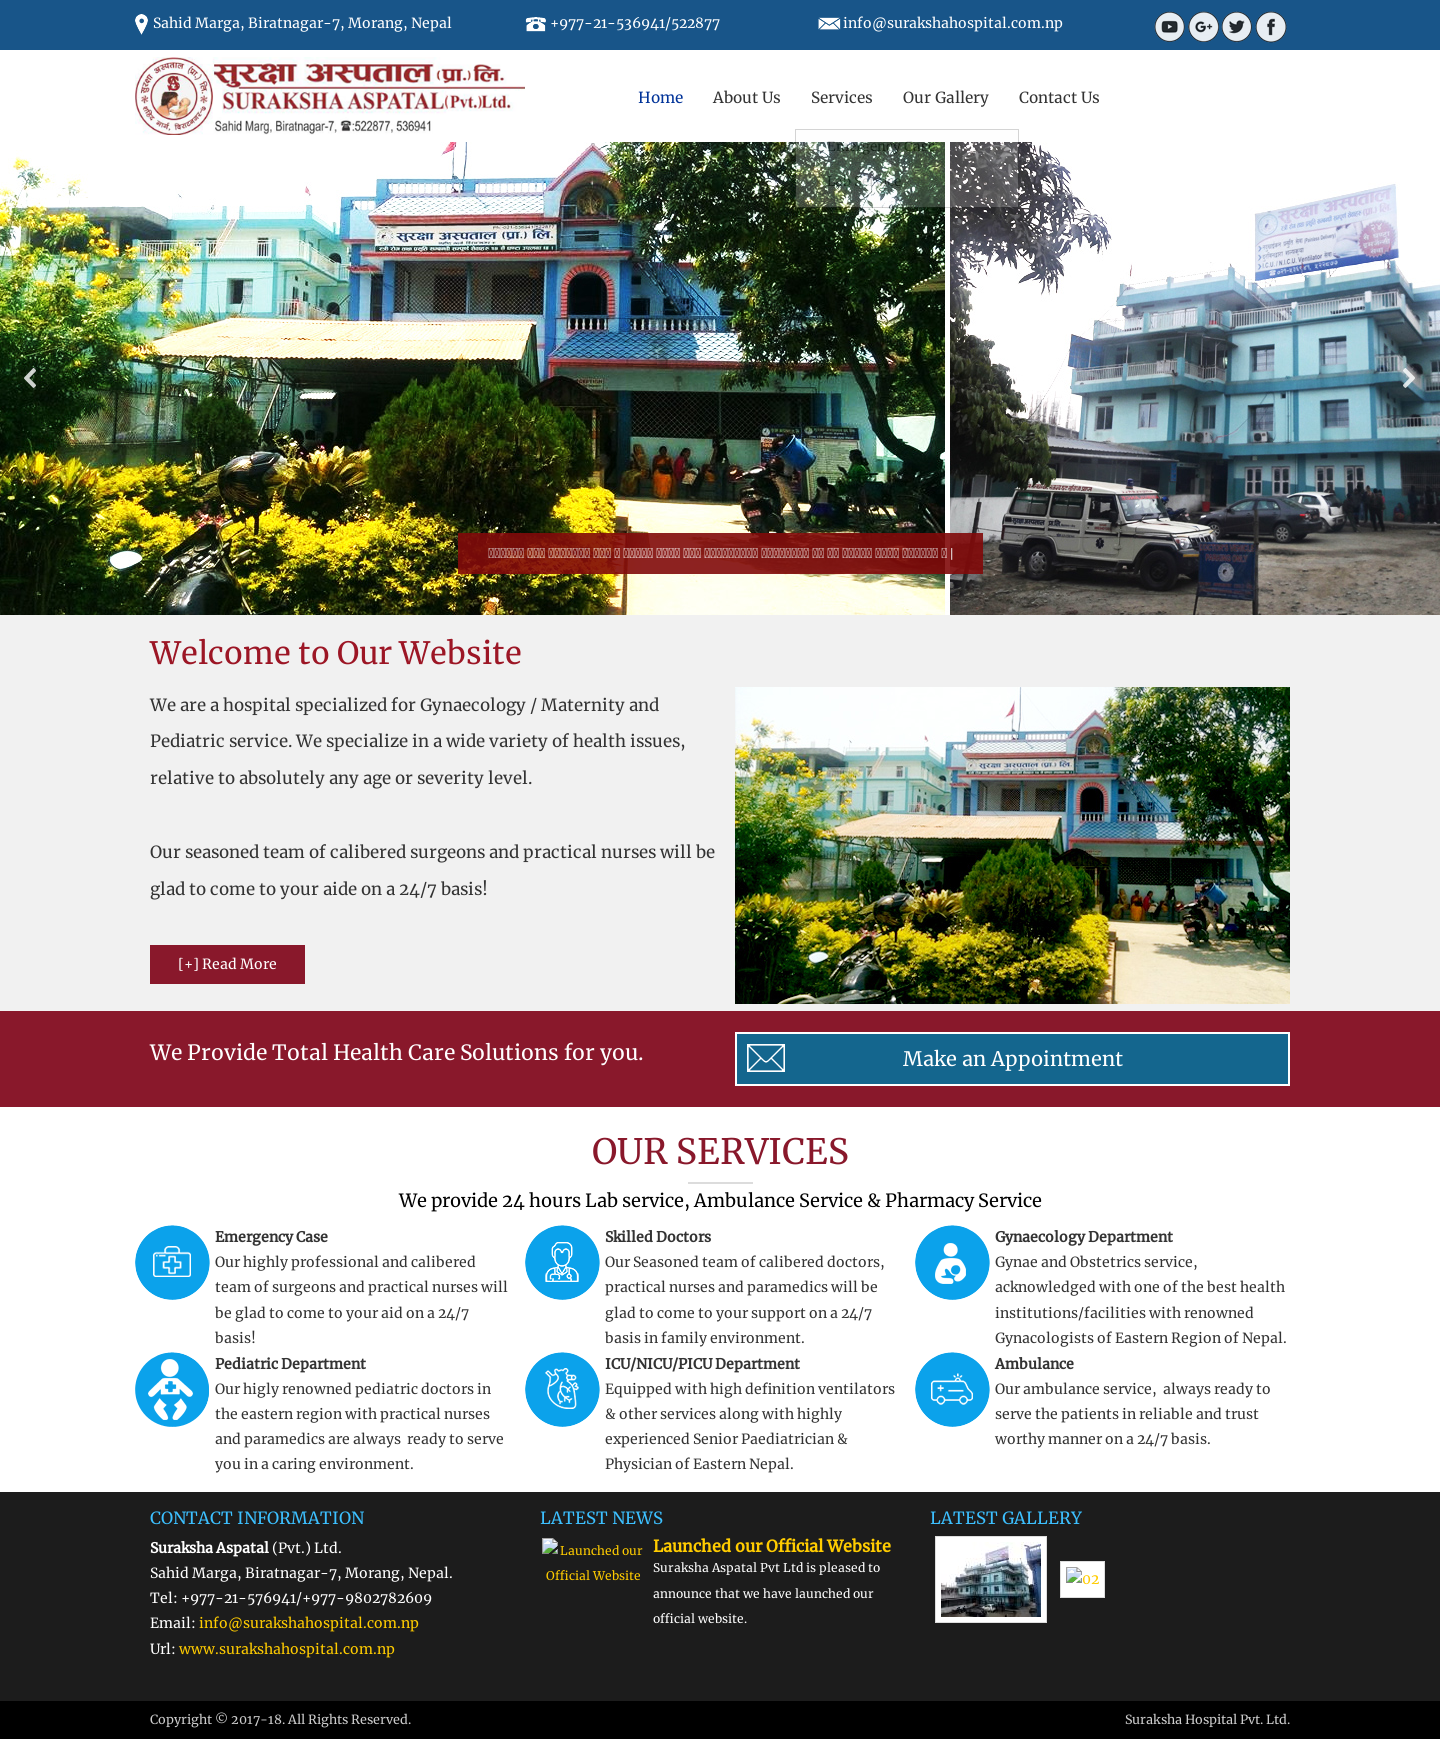 Sahid Marga, Biratnagar-7, Morang, Nepal
+977-21-536941/522877
info@surakshahospital.com.np
सुरक्षा अस्पताल (प्रा.) लि.
SURAKSHA ASPATAL (Pvt.) Ltd.
Sahid Marg, Biratnagar-7, ☎:522877, 536941
Home
About Us
Services
Our Gallery
Contact Us
सुरक्षा अस्पताल (प्रा.) लि.
सुरक्षा अस्पताल (प्रा.) लि.
Welcome to Our Website
We are a hospital specialized for Gynaecology / Maternity and
Pediatric service. We specialize in a wide variety of health issues,
relative to absolutely any age or severity level.
Our seasoned team of calibered surgeons and practical nurses will be
glad to come to your aide on a 24/7 basis!
[+] Read More
सुरक्षा अस्पताल (प्रा.) लि.
We Provide Total Health Care Solutions for you.
Make an Appointment
OUR SERVICES
We provide 24 hours Lab service, Ambulance Service & Pharmacy Service
Emergency Case
Our highly professional and calibered
team of surgeons and practical nurses will
be glad to come to your aid on a 24/7
basis!
Skilled Doctors
Our Seasoned team of calibered doctors,
practical nurses and paramedics will be
glad to come to your support on a 24/7
basis in family environment.
Gynaecology Department
Gynae and Obstetrics service,
acknowledged with one of the best health
institutions/facilities with renowned
Gynacologists of Eastern Region of Nepal.
Pediatric Department
Our higly renowned pediatric doctors in
the eastern region with practical nurses
and paramedics are always ready to serve
you in a caring environment.
ICU/NICU/PICU Department
Equipped with high definition ventilators
& other services along with highly
experienced Senior Paediatrician &
Physician of Eastern Nepal.
Ambulance
Our ambulance service, always ready to
serve the patients in reliable and trust
worthy manner on a 24/7 basis.
CONTACT INFORMATION
Suraksha Aspatal (Pvt.) Ltd.
Sahid Marga, Biratnagar-7, Morang, Nepal.
Tel: +977-21-576941/+977-9802782609
Email: info@surakshahospital.com.np
Url: www.surakshahospital.com.np
LATEST NEWS
Launched our
Official Website
Launched our Official Website
Suraksha Aspatal Pvt Ltd is pleased to
announce that we have launched our
official website.
LATEST GALLERY
02
Copyright © 2017-18. All Rights Reserved.
Suraksha Hospital Pvt. Ltd.